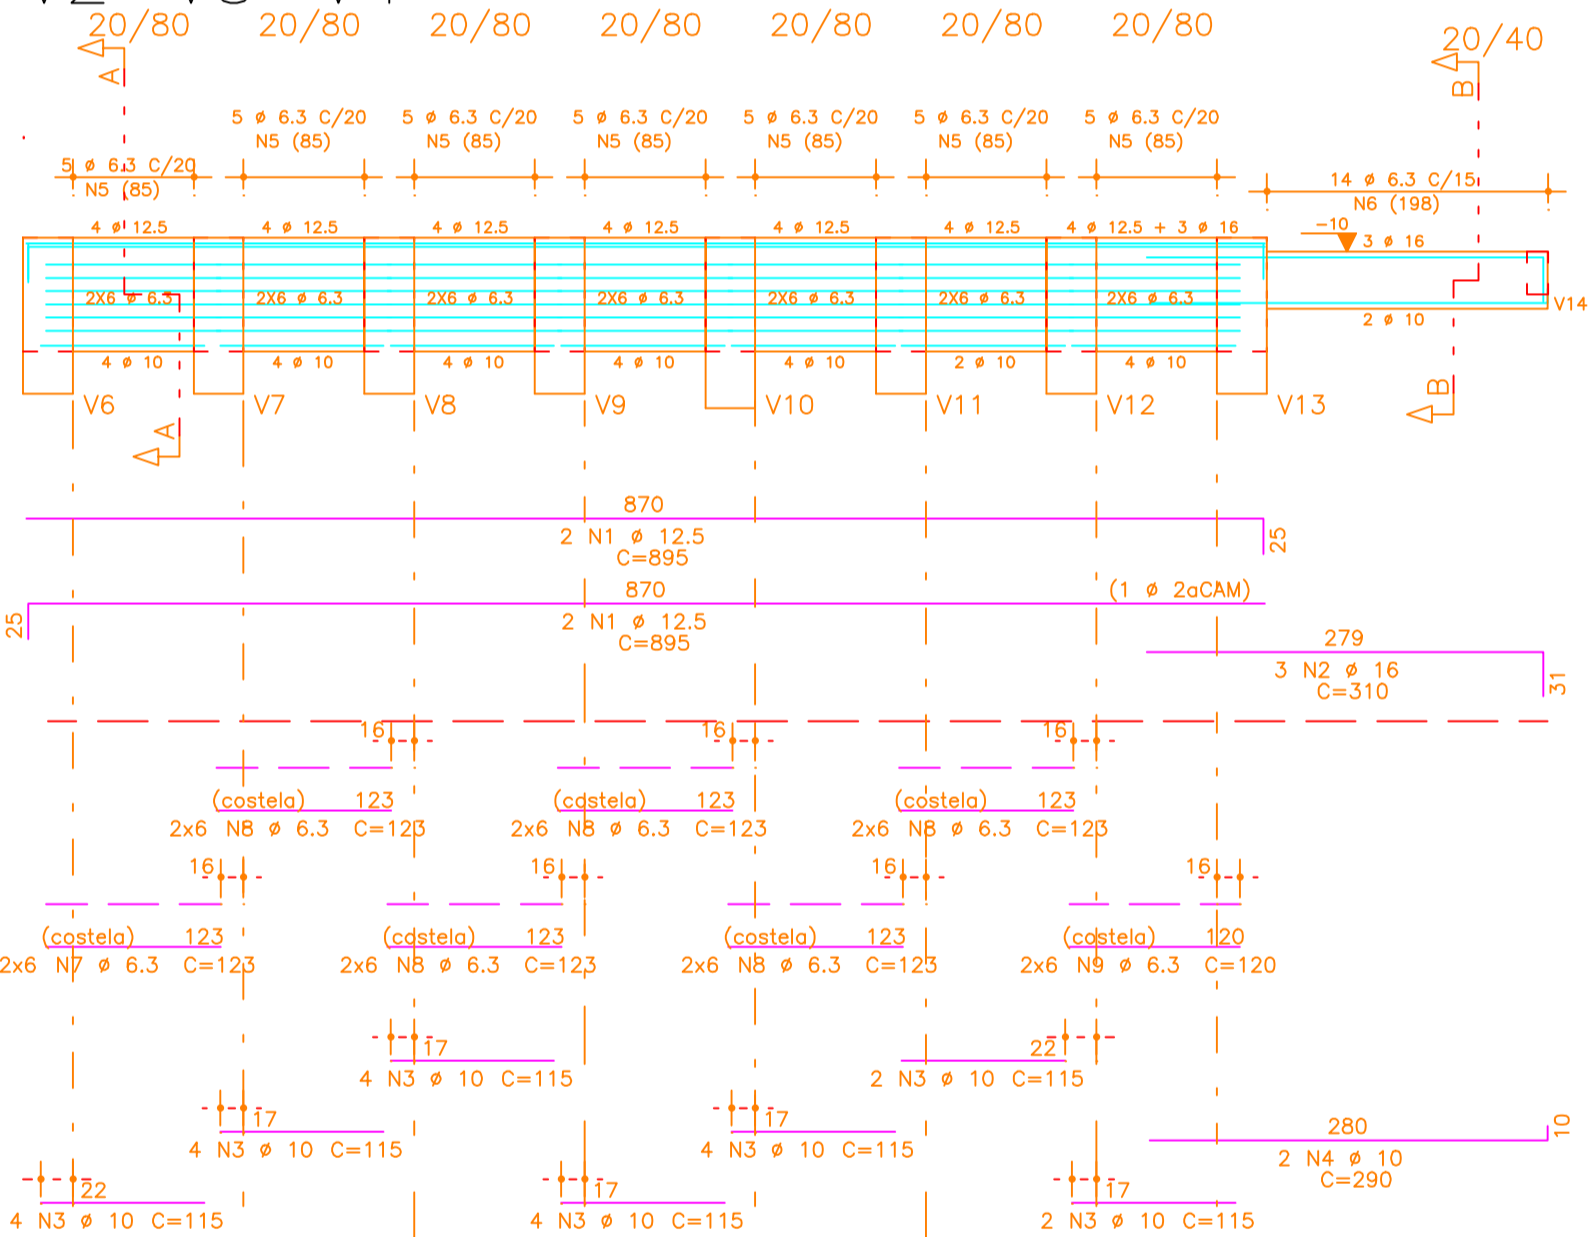 20/80 20/80 20/80 20/80 20/80 20/80 20/80 20/40
A B
5 ø 6.3 C/20 5 ø 6.3 C/20 5 ø 6.3 C/20 5 ø 6.3 C/20 5 ø 6.3 C/20 5 ø 6.3 C/20
N5 (85) N5 (85) N5 (85) N5 (85) N5 (85) N5 (85)
5 ø 6.3 C/20 14 ø 6.3 C/15
N5 (85) N6 (198)
4 ø 12.5 4 ø 12.5 4 ø 12.5 4 ø 12.5 4 ø 12.5 4 ø 12.5 4 ø 12.5 + 3 ø 16 -10
3 ø 16
2X6 ø 6.3 2X6 ø 6.3 2X6 ø 6.3 2X6 ø 6.3 2X6 ø 6.3 2X6 ø 6.3 2X6 ø 6.3 V14
2 ø 10
4 ø 10 4 ø 10 4 ø 10 4 ø 10 4 ø 10 2 ø 10 4 ø 10
V6 V7 V8 V9 V10 V11 V12 V13 B
A
870
2 N1 ø 12.5 25
C=895
870 (1 ø 2aCAM)
25 2 N1 ø 12.5
C=895
279
3 N2 ø 16 31
C=310
16 16 16
(costela) 123 (costela) 123 (costela) 123
2x6 N8 ø 6.3 C=123 2x6 N8 ø 6.3 C=123 2x6 N8 ø 6.3 C=123
16 16 16 16
(costela) 123 (costela) 123 (costela) 123 (costela) 120
2x6 N7 ø 6.3 C=123 2x6 N8 ø 6.3 C=123 2x6 N8 ø 6.3 C=123 2x6 N9 ø 6.3 C=120
17 22
4 N3 ø 10 C=115 2 N3 ø 10 C=115
17 17 280 10
4 N3 ø 10 C=115 4 N3 ø 10 C=115 2 N4 ø 10
C=290
22 17 17
4 N3 ø 10 C=115 4 N3 ø 10 C=115 2 N3 ø 10 C=115